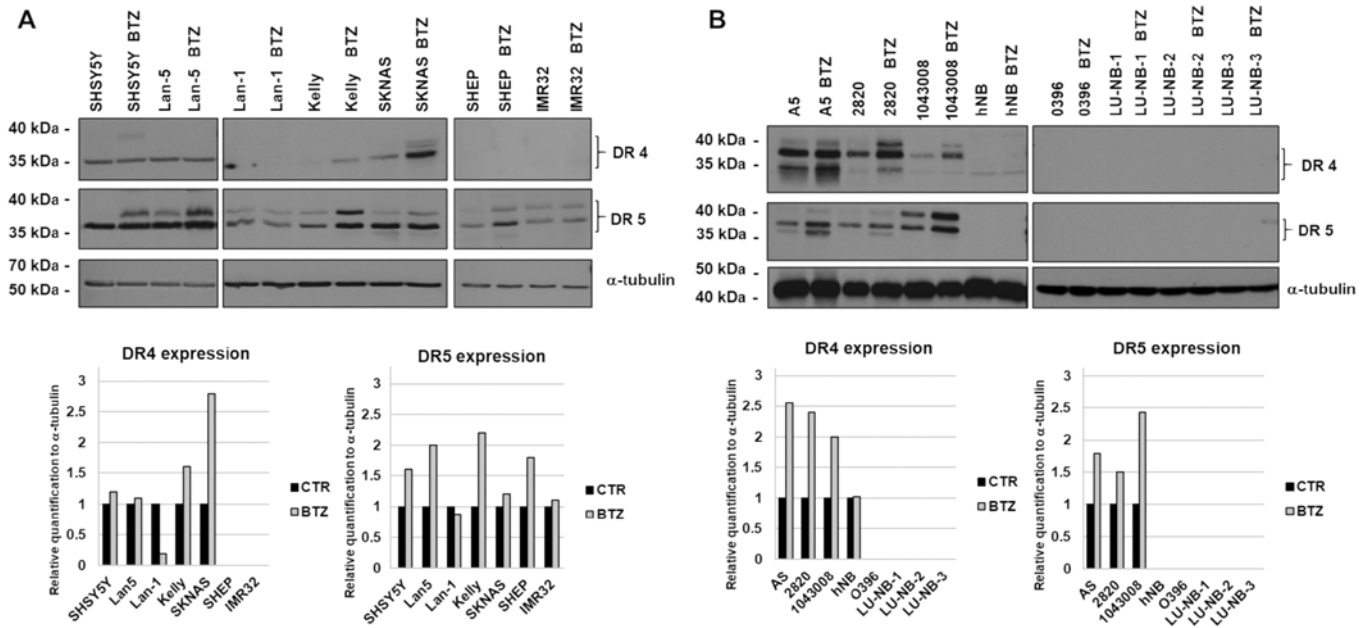 A
SHSY5Y
SHSY5Y BTZ
Lan-5
Lan-5 BTZ
Lan-1
Lan-1 BTZ
Kelly
Kelly BTZ
SKNAS
SKNAS BTZ
SHEP
SHEP BTZ
IMR32
IMR32 BTZ
40 kDa -
35 kDa -
DR 4
40 kDa -
35 kDa -
DR 5
70 kDa -
50 kDa -
α-tubulin
DR4 expression
Relative quantification to α-tubulin
3
2.5
2
1.5
1
0.5
0
SHSY5Y
Lan5
Lan-1
Kelly
SKNAS
SHEP
IMR32
CTR
BTZ
DR5 expression
Relative quantification to α-tubulin
3
2.5
2
1.5
1
0.5
0
SHSY5Y
Lan5
Lan-1
Kelly
SKNAS
SHEP
IMR32
CTR
BTZ
B
A5
A5 BTZ
2820
2820 BTZ
1043008
1043008 BTZ
hNB
hNB BTZ
0396
0396 BTZ
LU-NB-1
LU-NB-1 BTZ
LU-NB-2
LU-NB-2 BTZ
LU-NB-3
LU-NB-3 BTZ
40 kDa -
35 kDa -
DR 4
40 kDa -
35 kDa -
DR 5
50 kDa -
40 kDa -
α-tubulin
DR4 expression
Relative quantification to α-tubulin
3
2.5
2
1.5
1
0.5
0
AS
2820
1043008
hNB
O396
LU-NB-1
LU-NB-2
LU-NB-3
CTR
BTZ
DR5 expression
Relative quantification to α-tubulin
3
2.5
2
1.5
1
0.5
0
AS
2820
1043008
hNB
O396
LU-NB-1
LU-NB-2
LU-NB-3
CTR
BTZ